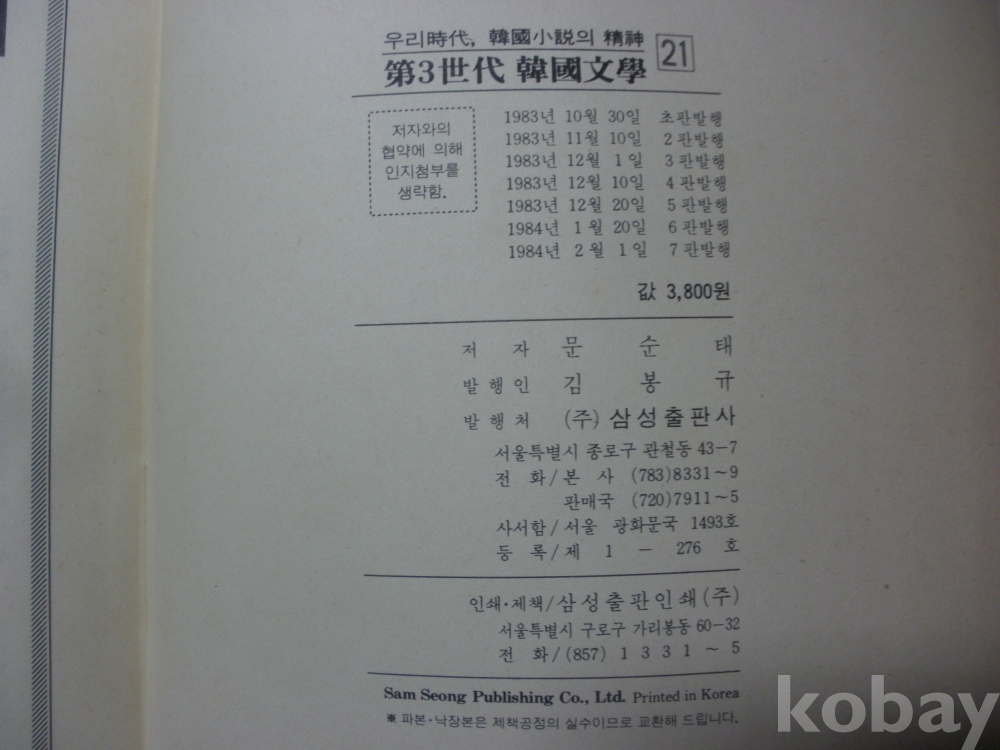 우리時代, 韓國小說의 精神
第3世代 韓國文學 21
저자와의
협약에 의해
인지첨부를
생략함.
1983년 10월 30일 초판발행
1983년 11월 10일 2판발행
1983년 12월 1일 3판발행
1983년 12월 10일 4판발행
1983년 12월 20일 5판발행
1984년 1월 20일 6판발행
1984년 2월 1일 7판발행
값 3,800원
저 자 문 순 태
발행인 김 봉 규
발행처 (주) 삼성출판사
서울특별시 종로구 관철동 43-7
전 화/본 사 (783)8331~9
판매국 (720)7911~5
사서함/서울 광화문국 1493호
등 록/제 1 - 276 호
인쇄·제책/삼성출판인쇄(주)
서울특별시 구로구 가리봉동 60-32
전 화/(857) 1 3 3 1 ~ 5
Sam Seong Publishing Co., Ltd. Printed in Korea
※ 파본·낙장본은 제책공정의 실수이므로 교환해 드립니다.
kobay